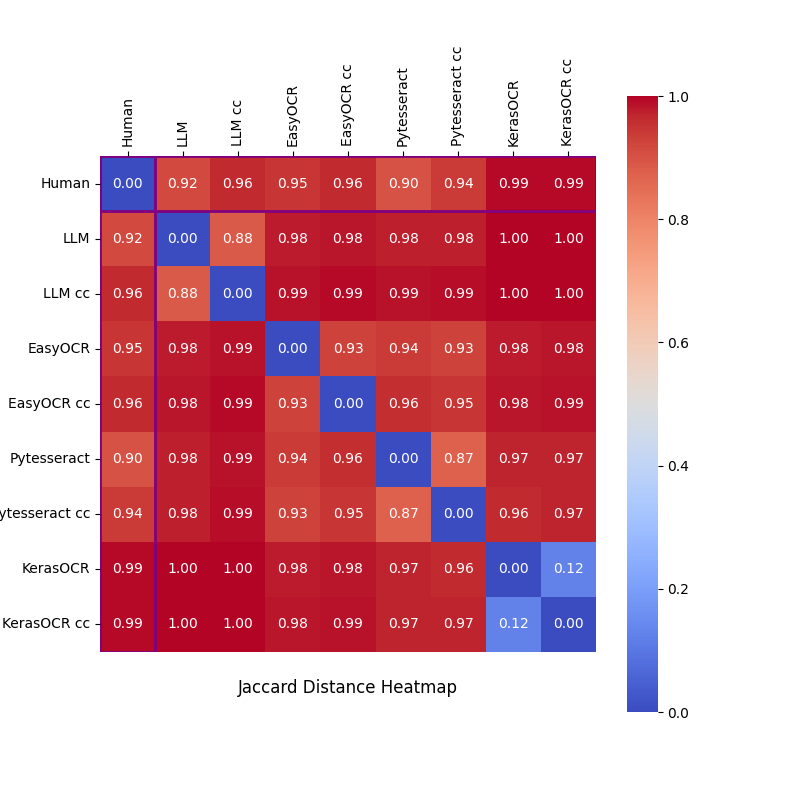 Human LLM LLM cc EasyOCR EasyOCR cc Pytesseract Pytesseract cc KerasOCR KerasOCR cc
Human 0.00 0.92 0.96 0.95 0.96 0.90 0.94 0.99 0.99
LLM 0.92 0.00 0.88 0.98 0.98 0.98 0.98 1.00 1.00
LLM cc 0.96 0.88 0.00 0.99 0.99 0.99 0.99 1.00 1.00
EasyOCR 0.95 0.98 0.99 0.00 0.93 0.94 0.93 0.98 0.98
EasyOCR cc 0.96 0.98 0.99 0.93 0.00 0.96 0.95 0.98 0.99
Pytesseract 0.90 0.98 0.99 0.94 0.96 0.00 0.87 0.97 0.97
ytesseract cc 0.94 0.98 0.99 0.93 0.95 0.87 0.00 0.96 0.97
KerasOCR 0.99 1.00 1.00 0.98 0.98 0.97 0.96 0.00 0.12
KerasOCR cc 0.99 1.00 1.00 0.98 0.99 0.97 0.97 0.12 0.00
Jaccard Distance Heatmap
1.0
0.8
0.6
0.4
0.2
0.0